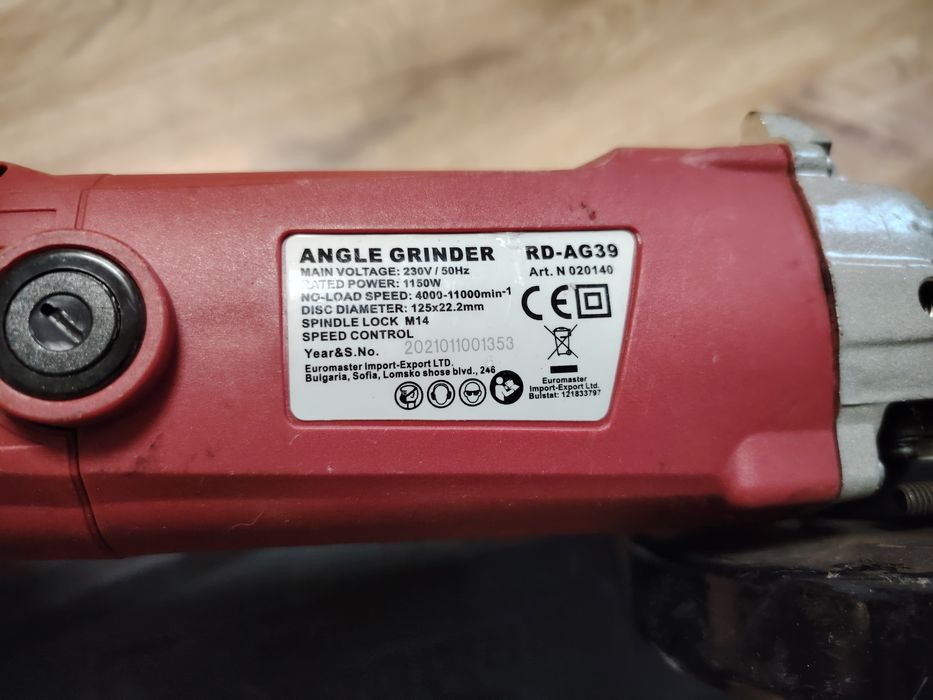 ANGLE GRINDER RD-AG39
MAIN VOLTAGE: 230V / 50Hz Art. N 020140
RATED POWER: 1150W
NO-LOAD SPEED: 4000-11000min-1
DISC DIAMETER: 125x22.2mm
SPINDLE LOCK M14
SPEED CONTROL
Year&S.No. 2021011001353
Euromaster Import-Export LTD.
Bulgaria, Sofia, Lomsko shose blvd., 246
CE
Euromaster
Import-Export Ltd.
Bulstat: 121833797